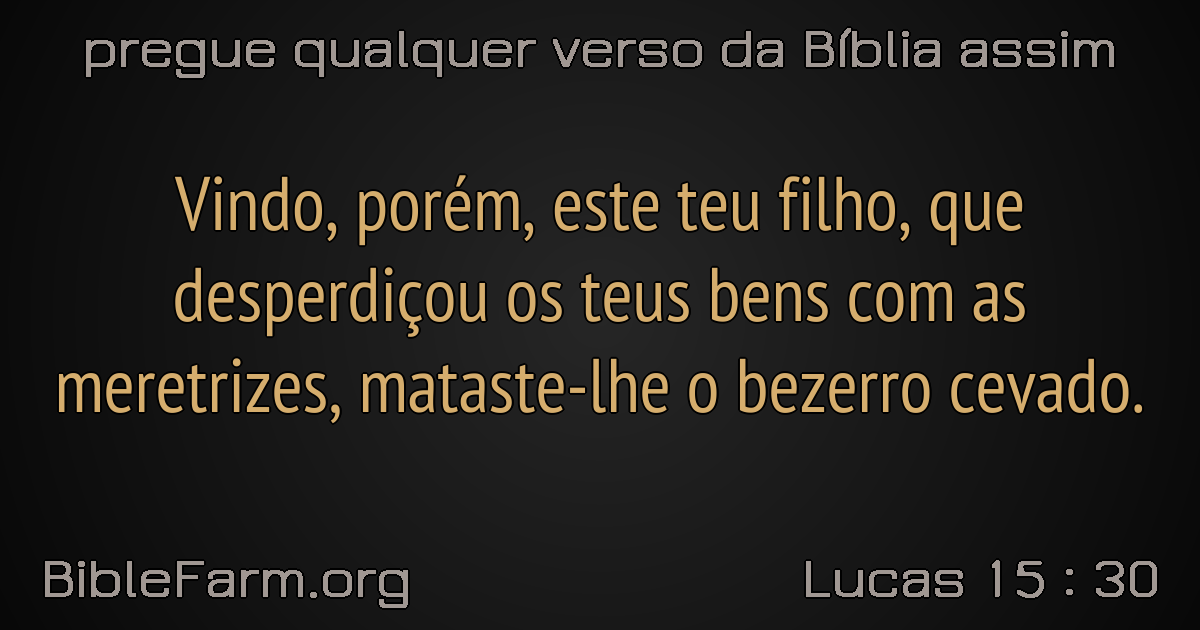 pregue qualquer verso da Bíblia assim
Vindo, porém, este teu filho, que
desperdiçou os teus bens com as
meretrizes, mataste-lhe o bezerro cevado.
BibleFarm.org
Lucas 15 : 30